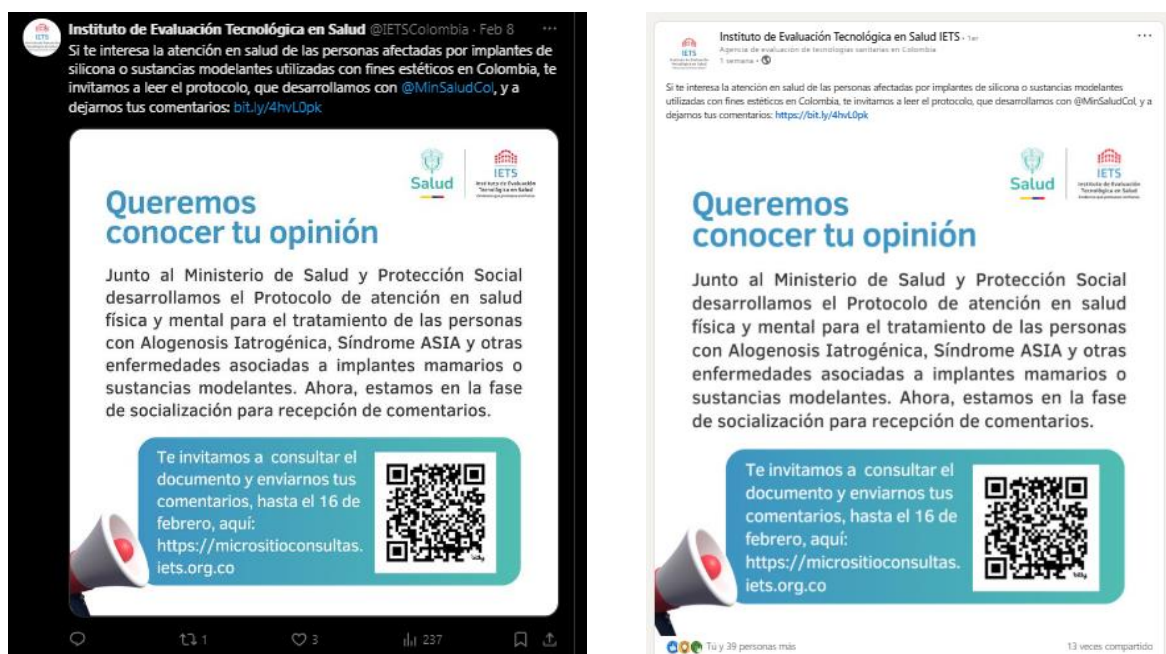 Instituto de Evaluación Tecnológica en Salud @IETSColombia · Feb 8
Si te interesa la atención en salud de las personas afectadas por implantes de
silicona o sustancias modelantes utilizadas con fines estéticos en Colombia, te
invitamos a leer el protocolo, que desarrollamos con @MinSaludCol, y a
dejarnos tus comentarios: bit.ly/4hvL0pk
Salud
IETS
Instituto de Evaluación
Tecnológica en Salud
Queremos
conocer tu opinión
Junto al Ministerio de Salud y Protección Social
desarrollamos el Protocolo de atención en salud
física y mental para el tratamiento de las personas
con Alogenosis Iatrogénica, Síndrome ASIA y otras
enfermedades asociadas a implantes mamarios o
sustancias modelantes. Ahora, estamos en la fase
de socialización para recepción de comentarios.
Te invitamos a consultar el
documento y enviarnos tus
comentarios, hasta el 16 de
febrero, aquí:
https://micrositioconsultas.
iets.org.co
1
3
237
Instituto de Evaluación Tecnológica en Salud IETS · 1er
Agencia de evaluación de tecnologías sanitarias en Colombia
1 semana ·
Si te interesa la atención en salud de las personas afectadas por implantes de silicona o sustancias modelantes
utilizadas con fines estéticos en Colombia, te invitamos a leer el protocolo, que desarrollamos con @MinSaludCol, y a
dejarnos tus comentarios: https://bit.ly/4hvL0pk
Salud
IETS
Instituto de Evaluación
Tecnológica en Salud
Queremos
conocer tu opinión
Junto al Ministerio de Salud y Protección Social
desarrollamos el Protocolo de atención en salud
física y mental para el tratamiento de las personas
con Alogenosis Iatrogénica, Síndrome ASIA y otras
enfermedades asociadas a implantes mamarios o
sustancias modelantes. Ahora, estamos en la fase
de socialización para recepción de comentarios.
Te invitamos a consultar el
documento y enviarnos tus
comentarios, hasta el 16 de
febrero, aquí:
https://micrositioconsultas.
iets.org.co
Tú y 39 personas más
13 veces compartido